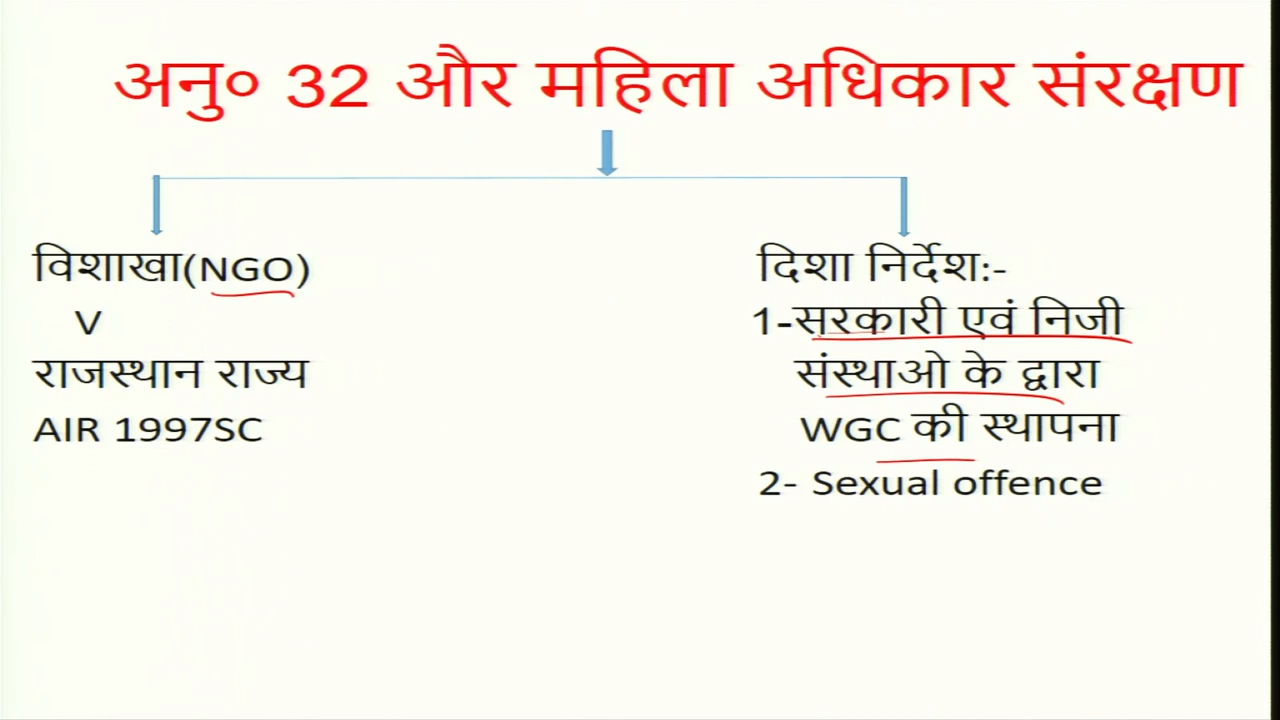 अनु० 32 और महिला अधिकार संरक्षण
विशाखा(NGO)
V
राजस्थान राज्य
AIR 1997SC
दिशा निर्देश:-
1-सरकारी एवं निजी
संस्थाओ के द्वारा
WGC की स्थापना
2- Sexual offence